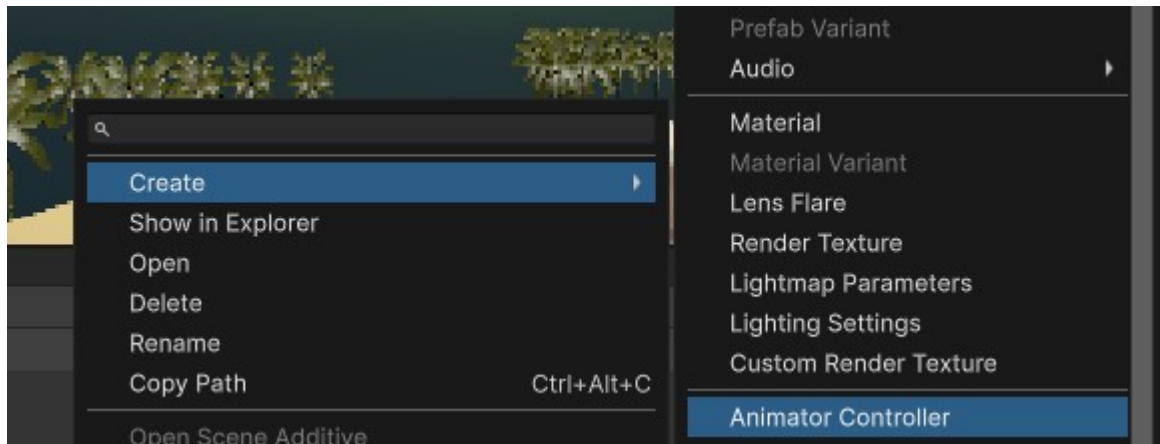 Create
Show in Explorer
Open
Delete
Rename
Copy Path Ctrl+Alt+C
Open Scene Additive
Prefab Variant
Audio
Material
Material Variant
Lens Flare
Render Texture
Lightmap Parameters
Lighting Settings
Custom Render Texture
Animator Controller